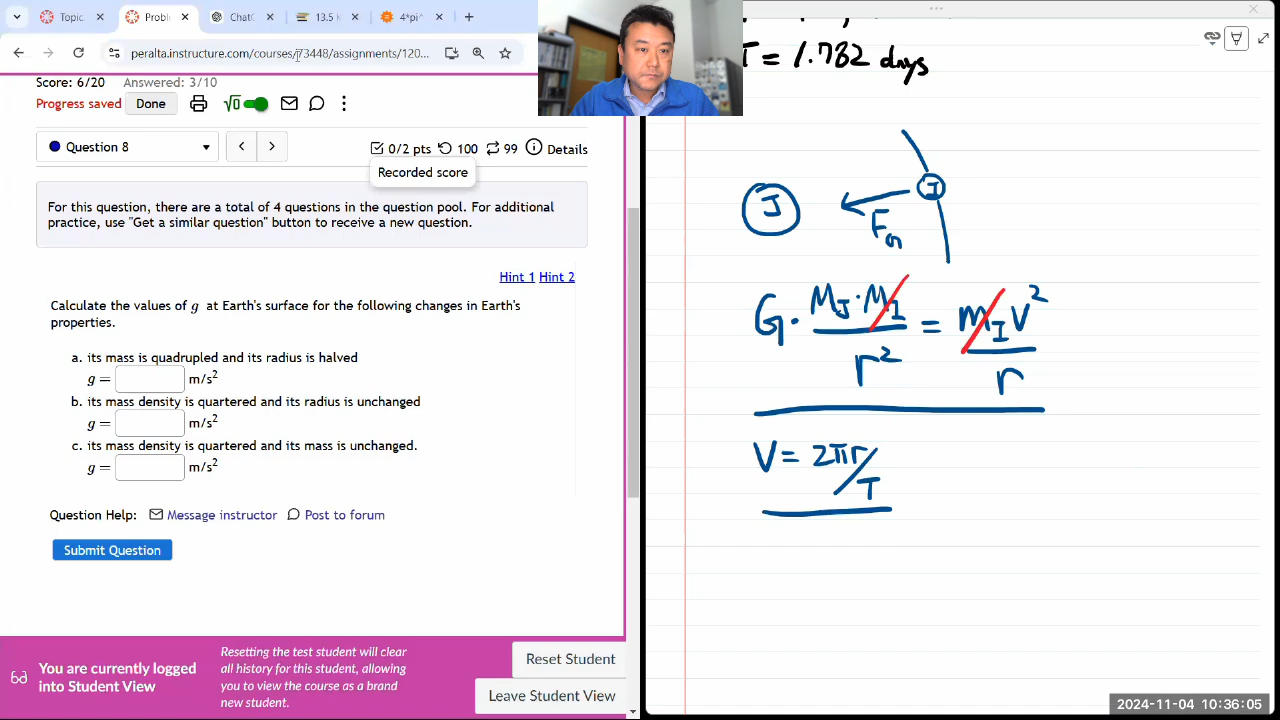 Topic
Probl
ChatG
13.5 k
4*pi^
peralta.instructure.com/courses/73448/assignments/120...
Score: 6/20 Answered: 3/10
Progress saved Done √0
Question 8
0/2 pts 100 99 Details
Recorded score
For this question, there are a total of 4 questions in the question pool. For additional
practice, use "Get a similar question" button to receive a new question.
Hint 1 Hint 2
Calculate the values of g at Earth's surface for the following changes in Earth's
properties.
a. its mass is quadrupled and its radius is halved
g = m/s²
b. its mass density is quartered and its radius is unchanged
g = m/s²
c. its mass density is quartered and its mass is unchanged.
g = m/s²
Question Help: Message instructor Post to forum
Submit Question
You are currently logged
into Student View
Resetting the test student will clear
all history for this student, allowing
you to view the course as a brand
new student.
Reset Student
Leave Student View
T = 1.782 days
J
I
F_G
G · M_J · M_I / r² = m_I v² / r
V = 2πr/T
2024-11-04 10:36:05